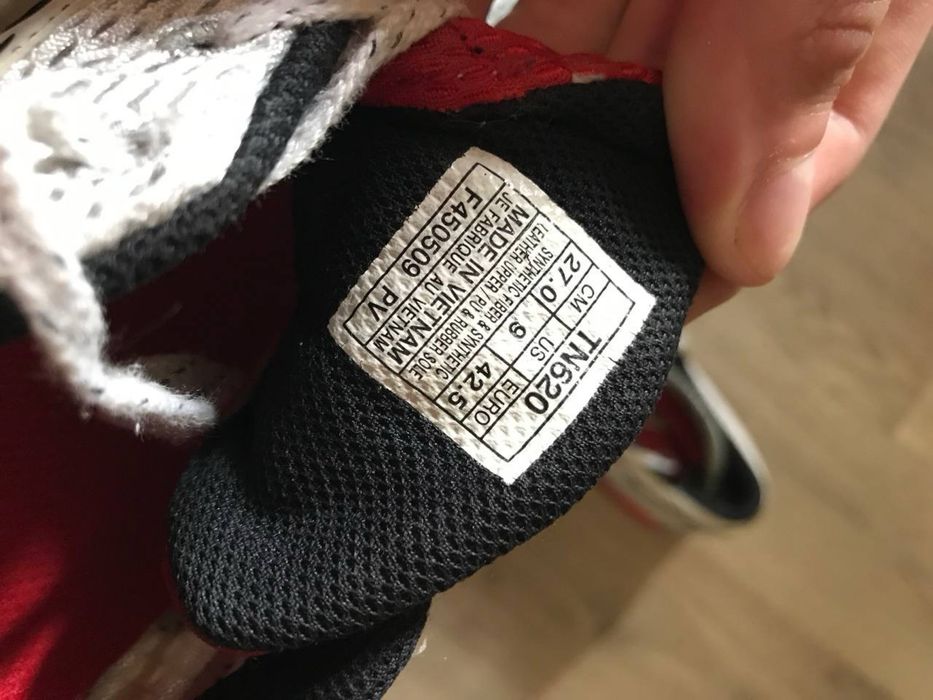 TN620
CM US EURO
27.0 9 42.5
SYNTHETIC FIBER & SYNTHETIC
LEATHER UPPER PU & RUBBER SOLE
MADE IN VIETNAM
JE FABRIQUE AU VIETNAM
F450509 PV